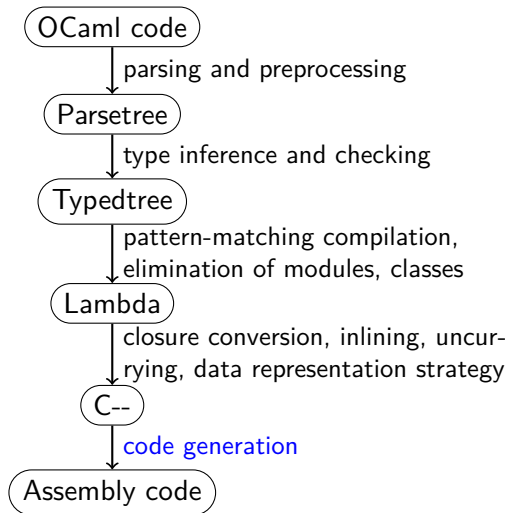 OCaml code
parsing and preprocessing
Parsetree
type inference and checking
Typedtree
pattern-matching compilation,
elimination of modules, classes
Lambda
closure conversion, inlining, uncur-
rying, data representation strategy
C--
code generation
Assembly code